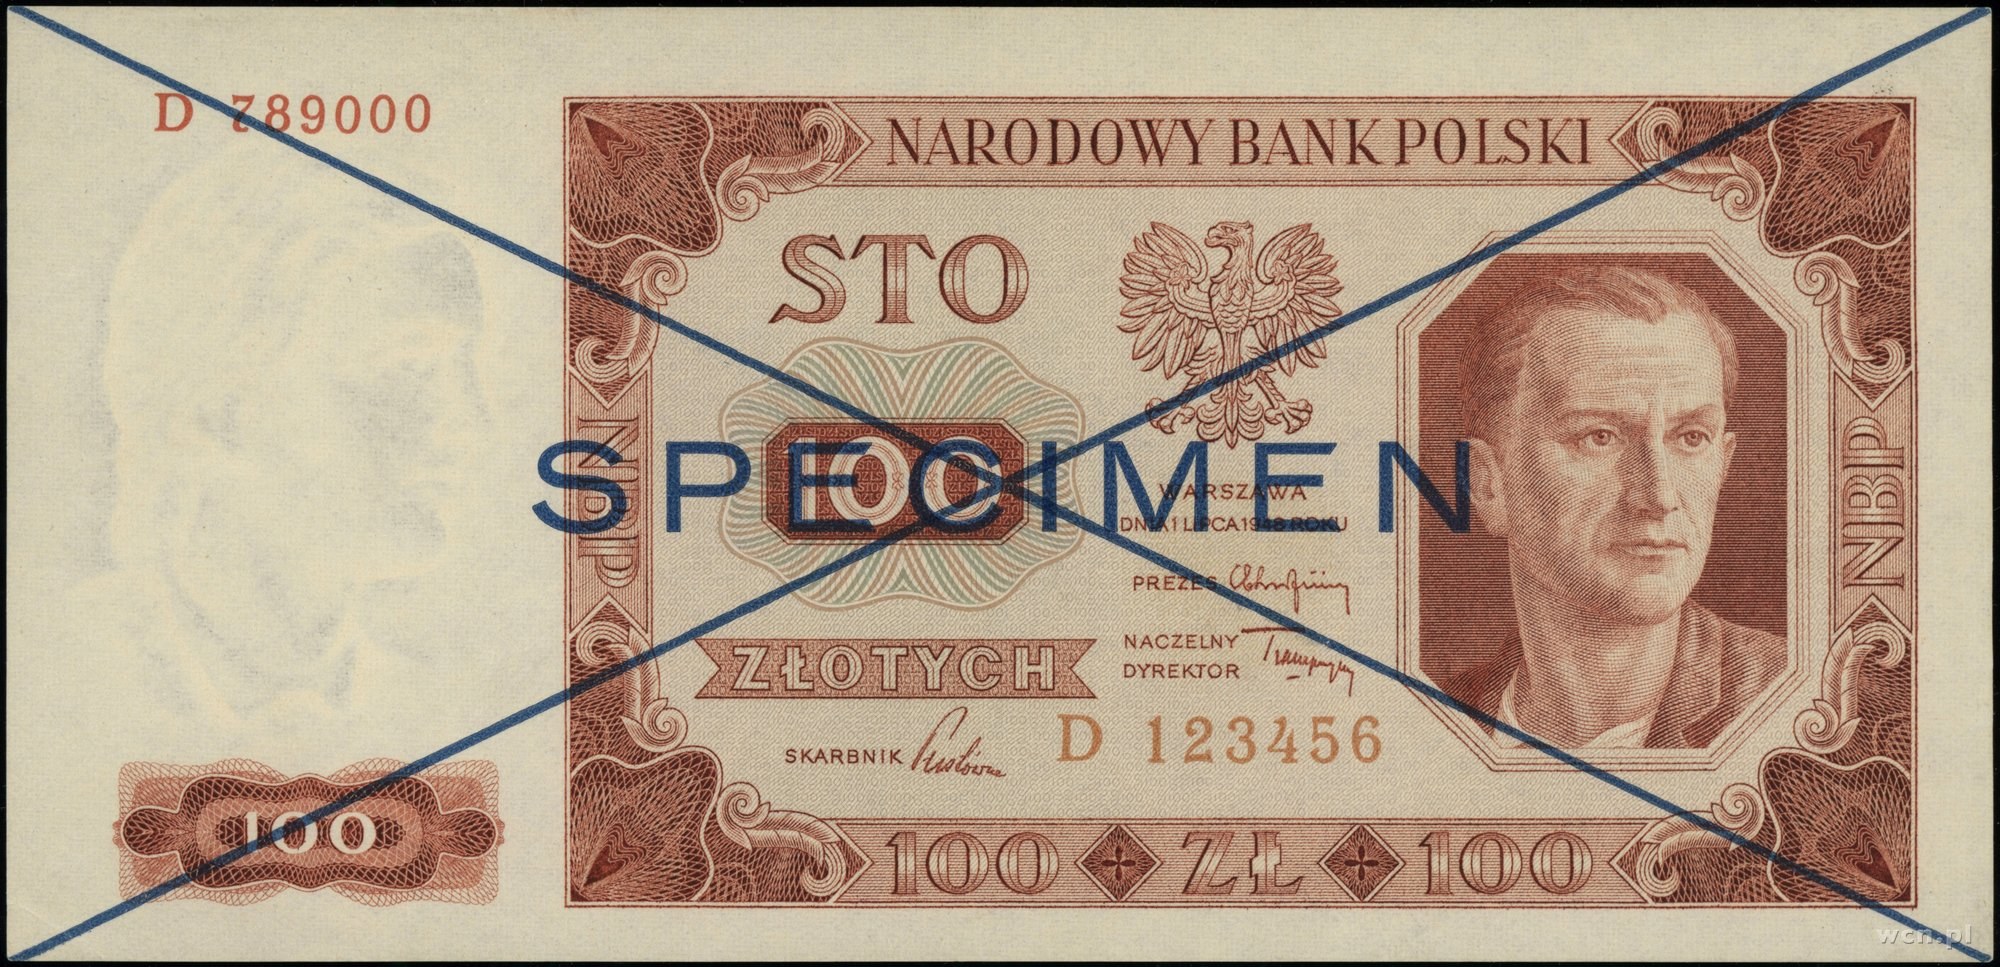 D 789000
NARODOWY BANK POLSKI
STO
100
NBP
NBP
SPECIMEN
WARSZAWA
DNIA 1 LIPCA 1948 ROKU
PREZES
NACZELNY
DYREKTOR
ZŁOTYCH
SKARBNIK
D 123456
100
100 ZŁ 100
wcn.pl